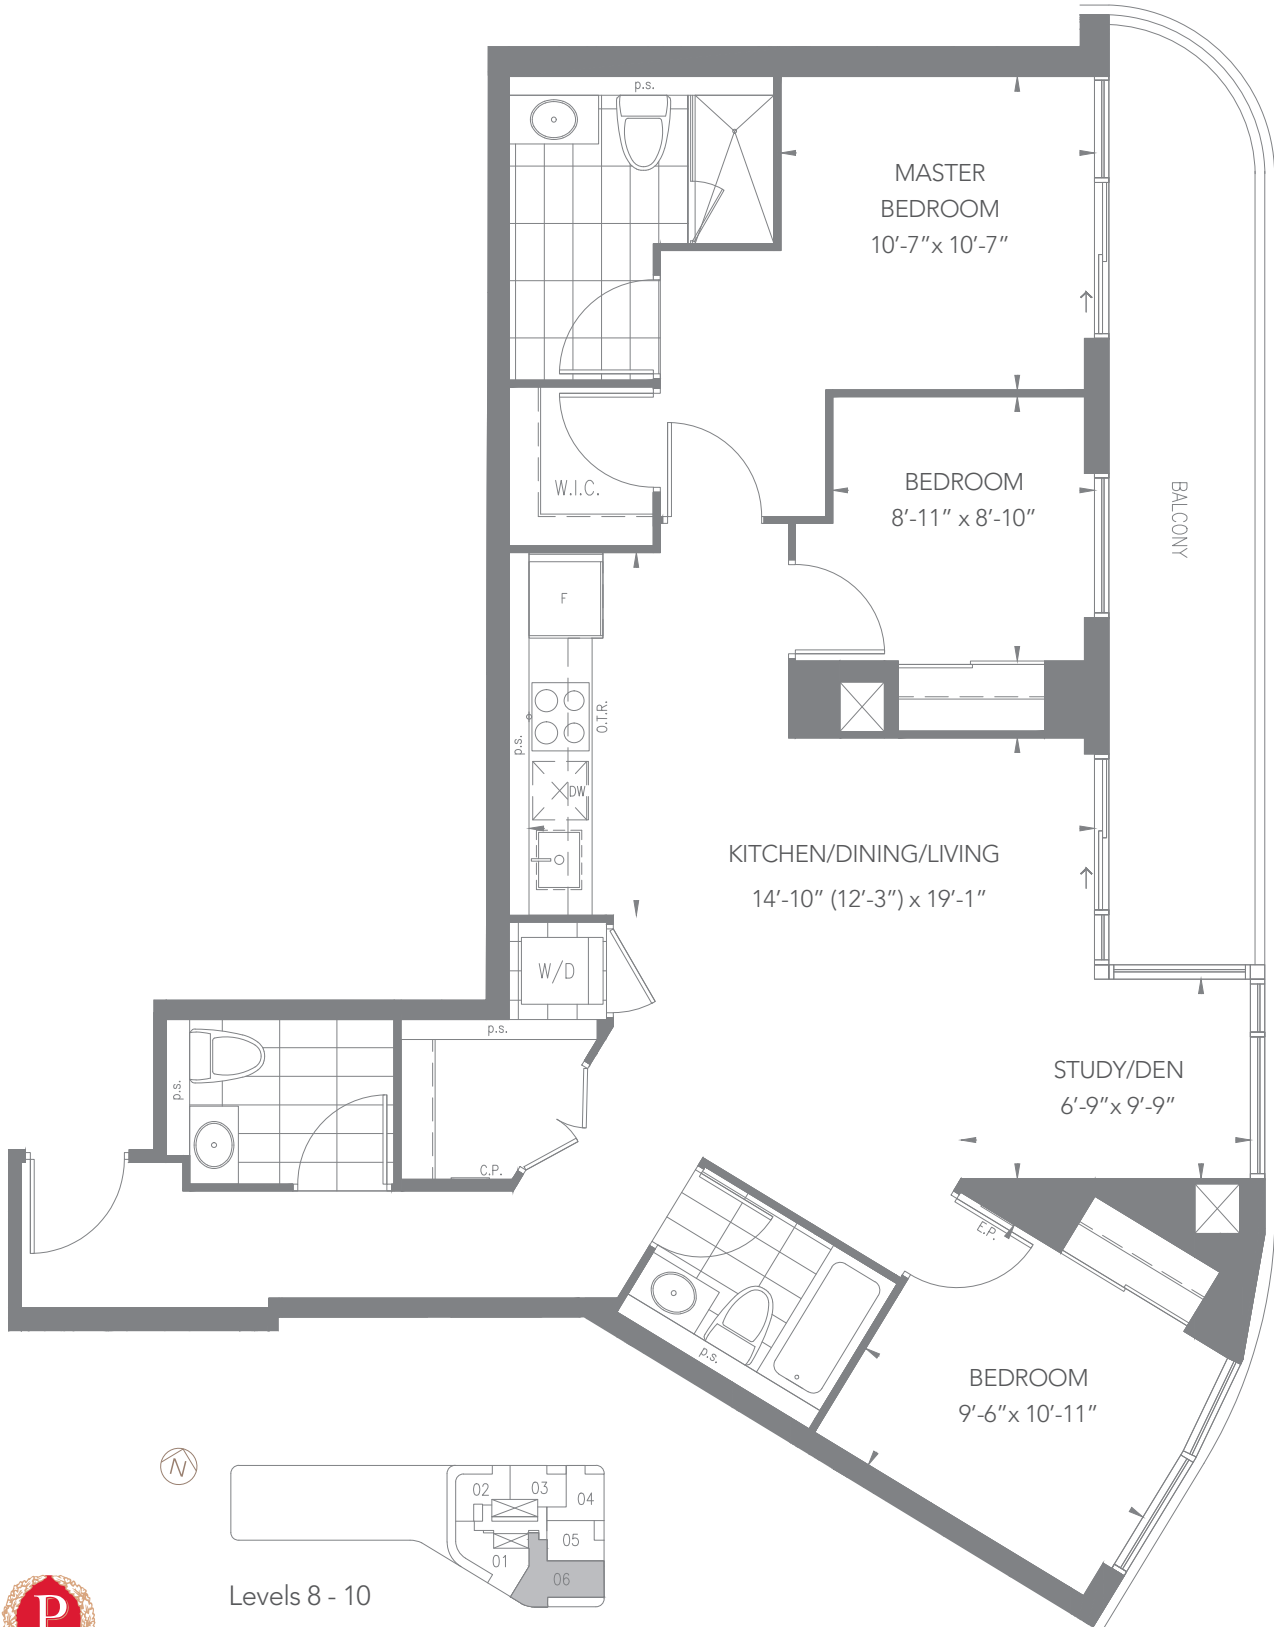 p.s.
MASTER
BEDROOM
10'-7" x 10'-7"
W.I.C.
BEDROOM
8'-11" x 8'-10"
BALCONY
F
O.T.R.
p.s.
DW
KITCHEN/DINING/LIVING
14'-10" (12'-3") x 19'-1"
W/D
p.s.
p.s.
STUDY/DEN
6'-9" x 9'-9"
C.P.
E.P.
p.s.
BEDROOM
9'-6" x 10'-11"
N
02
03
04
05
01
06
Levels 8 - 10
P